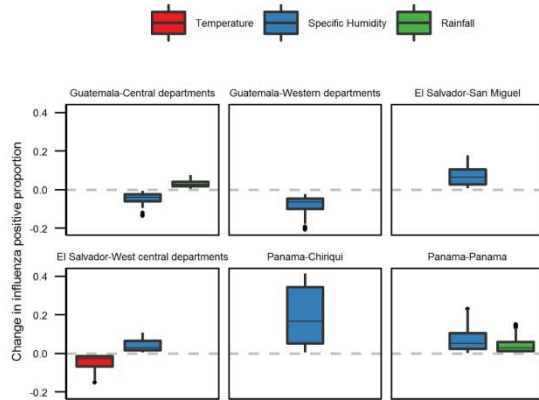 Temperature Specific Humidity Rainfall
Guatemala-Central departments Guatemala-Western departments El Salvador-San Miguel
0.4
0.2
0.0
-0.2
El Salvador-West central departments Panama-Chiriqui Panama-Panama
0.4
0.2
0.0
-0.2
Change in influenza positive proportion